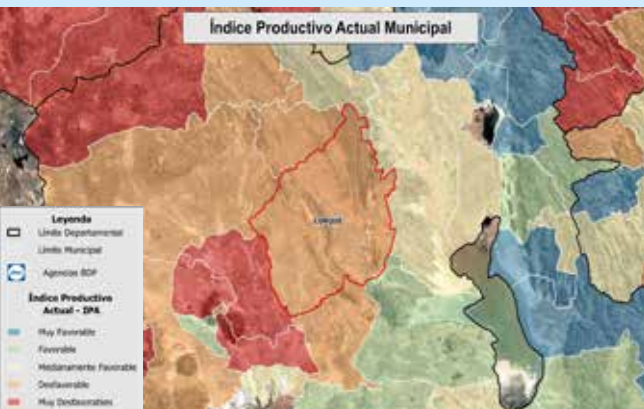 Índice Productivo Actual Municipal
Leyenda
Límite Departamental
Límite Municipal
Agencias BDP
Índice Productivo
Actual - IPA
Muy Favorable
Favorable
Medianamente Favorable
Desfavorable
Muy Desfavorable